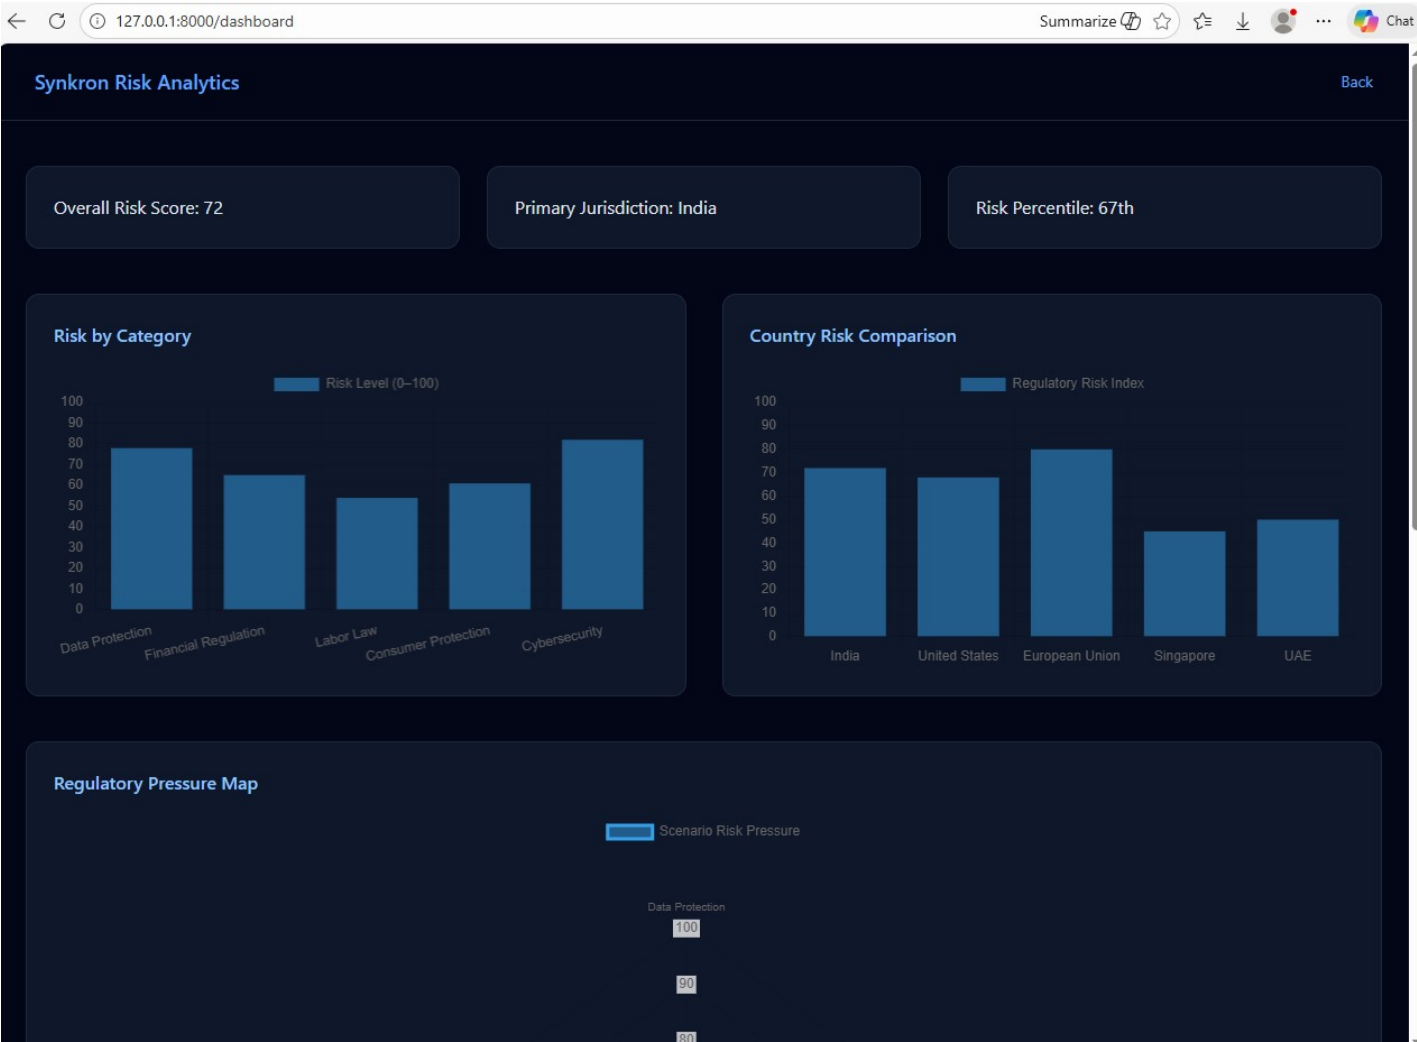 127.0.0.1:8000/dashboard
Summarize
Chat
Synkron Risk Analytics
Back
Overall Risk Score: 72
Primary Jurisdiction: India
Risk Percentile: 67th
Risk by Category
Risk Level (0–100)
100
90
80
70
60
50
40
30
20
10
0
Data Protection
Financial Regulation
Labor Law
Consumer Protection
Cybersecurity
Country Risk Comparison
Regulatory Risk Index
100
90
80
70
60
50
40
30
20
10
0
India
United States
European Union
Singapore
UAE
Regulatory Pressure Map
Scenario Risk Pressure
Data Protection
100
90
80